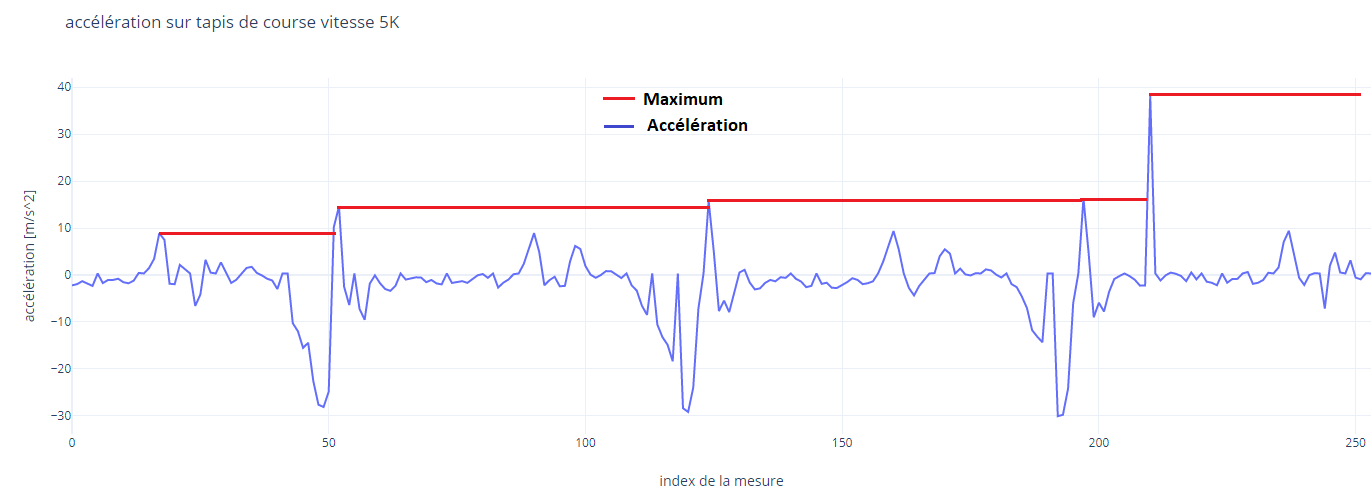 accélération sur tapis de course vitesse 5K
Maximum
Accélération
accélération [m/s^2]
40
30
20
10
0
−10
−20
−30
0
50
100
150
200
250
index de la mesure